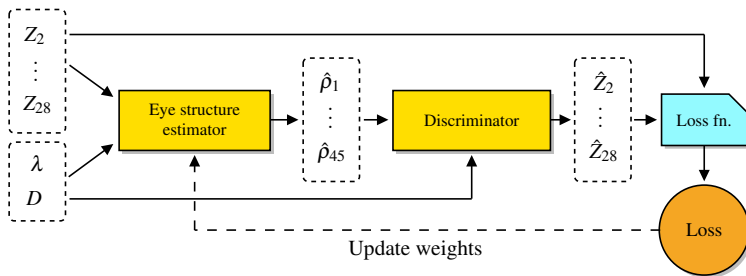 Z₂
⋮
Z₂₈
λ
D
Eye structure
estimator
ρ̂₁
⋮
ρ̂₄₅
Discriminator
Ẑ₂
⋮
Ẑ₂₈
Loss fn.
Loss
Update weights